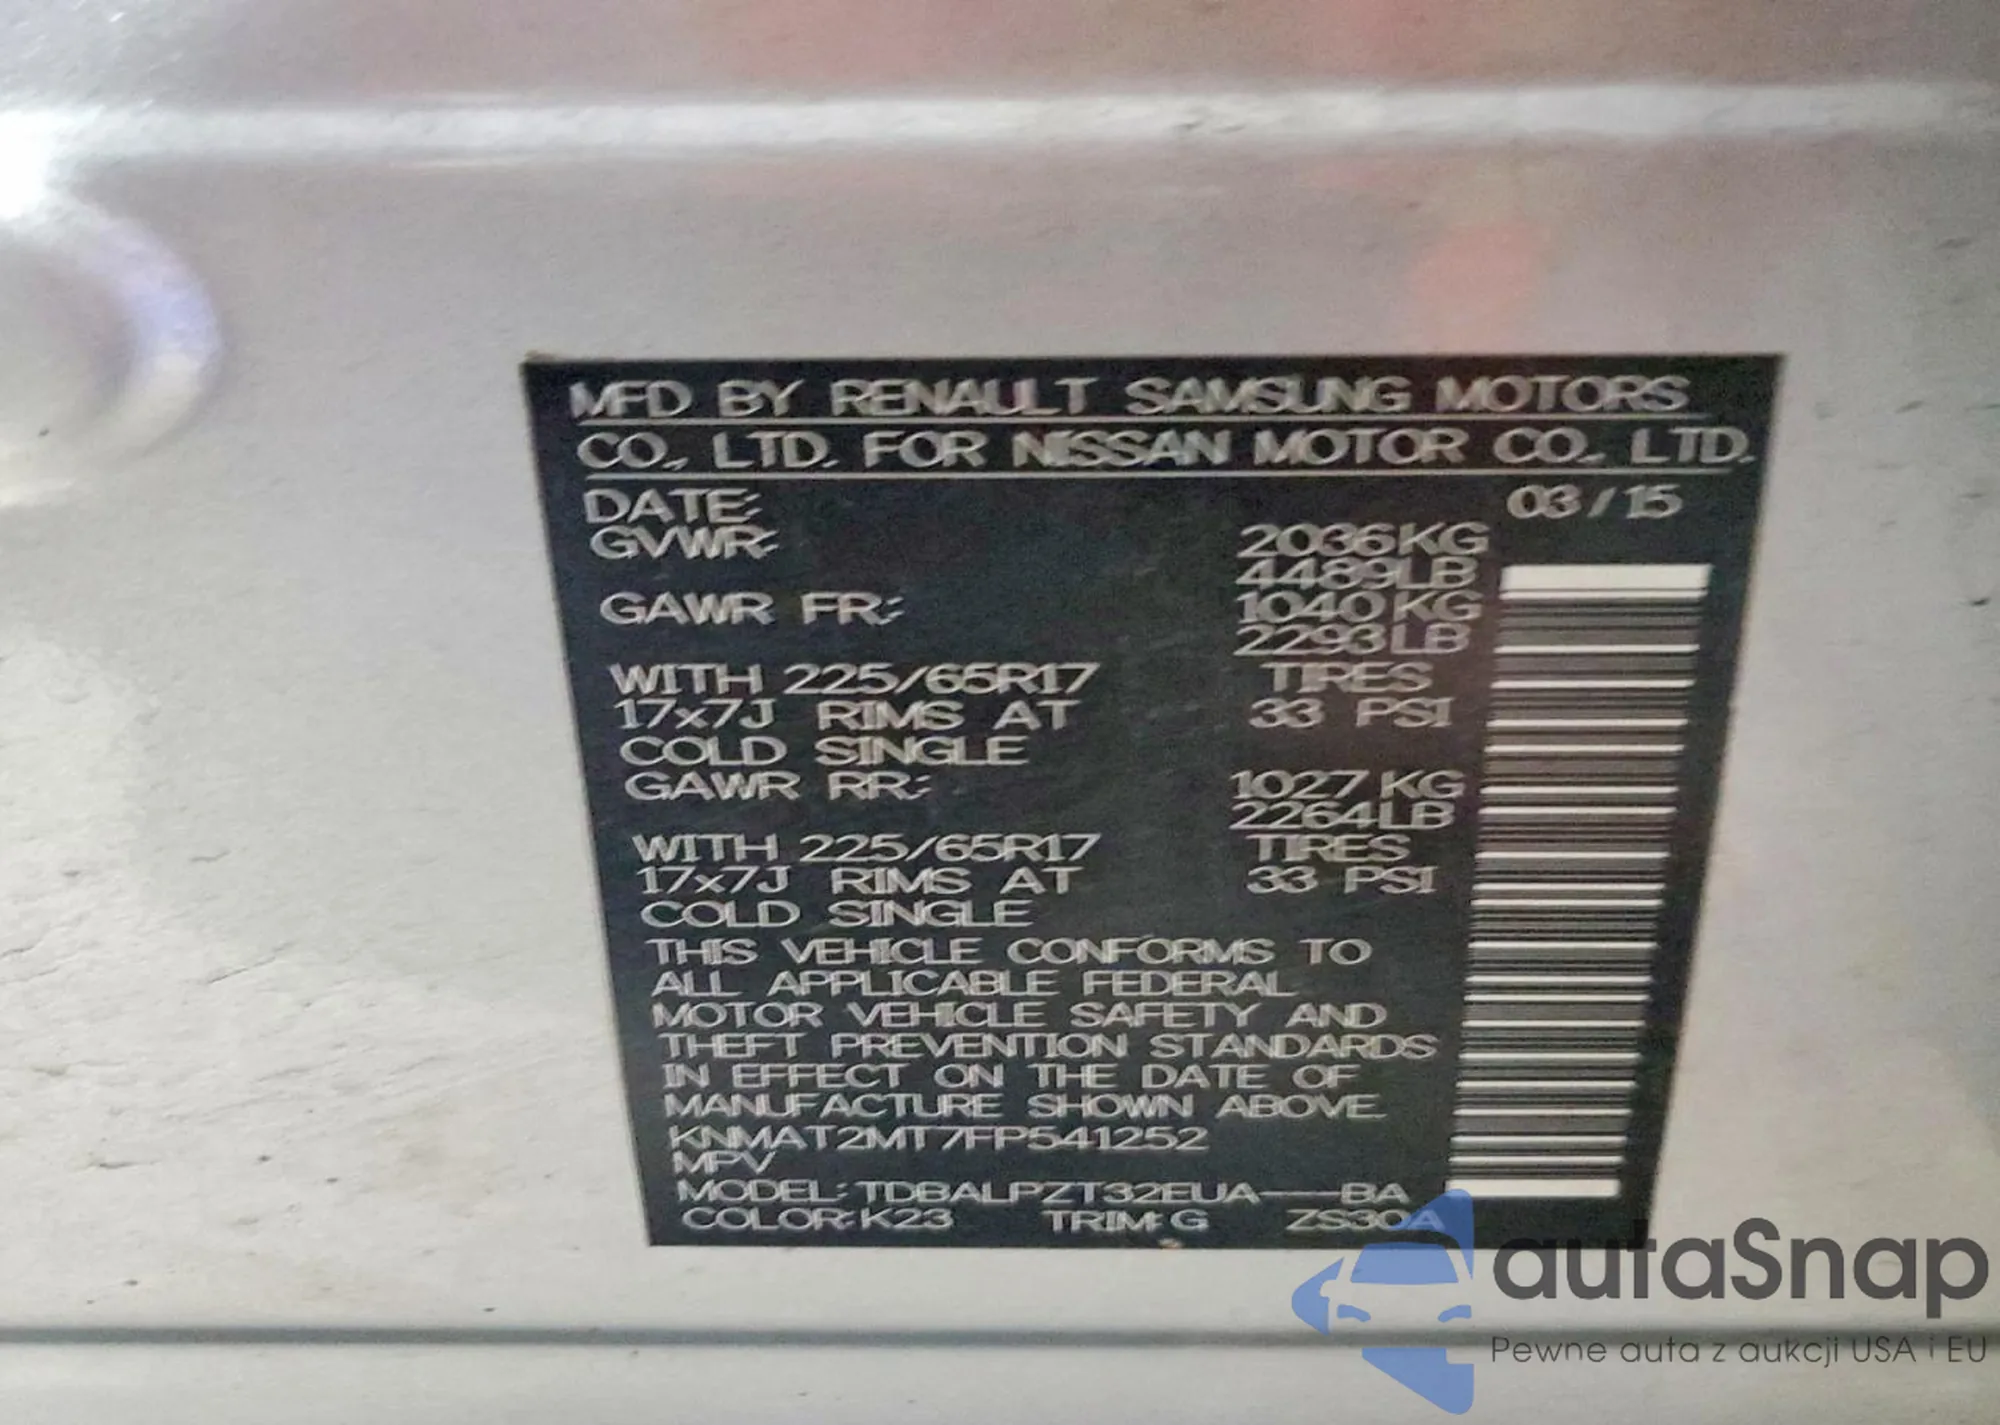 MFD BY RENAULT SAMSUNG MOTORS
CO., LTD. FOR NISSAN MOTOR CO., LTD.
DATE: 03/15
GVWR: 2036KG
4489LB
GAWR FR: 1040KG
2293LB
WITH 225/65R17 TIRES
17x7J RIMS AT 33 PSI
COLD SINGLE
GAWR RR: 1027KG
2264LB
WITH 225/65R17 TIRES
17x7J RIMS AT 33 PSI
COLD SINGLE
THIS VEHICLE CONFORMS TO
ALL APPLICABLE FEDERAL
MOTOR VEHICLE SAFETY AND
THEFT PREVENTION STANDARDS
IN EFFECT ON THE DATE OF
MANUFACTURE SHOWN ABOVE.
KNMAT2MT7FP541252
MPV
MODEL: TDBALPZT32EUA---BA
COLOR: K23 TRIM: G ZS30A
autaSnap
Pewne auta z aukcji USA i EU